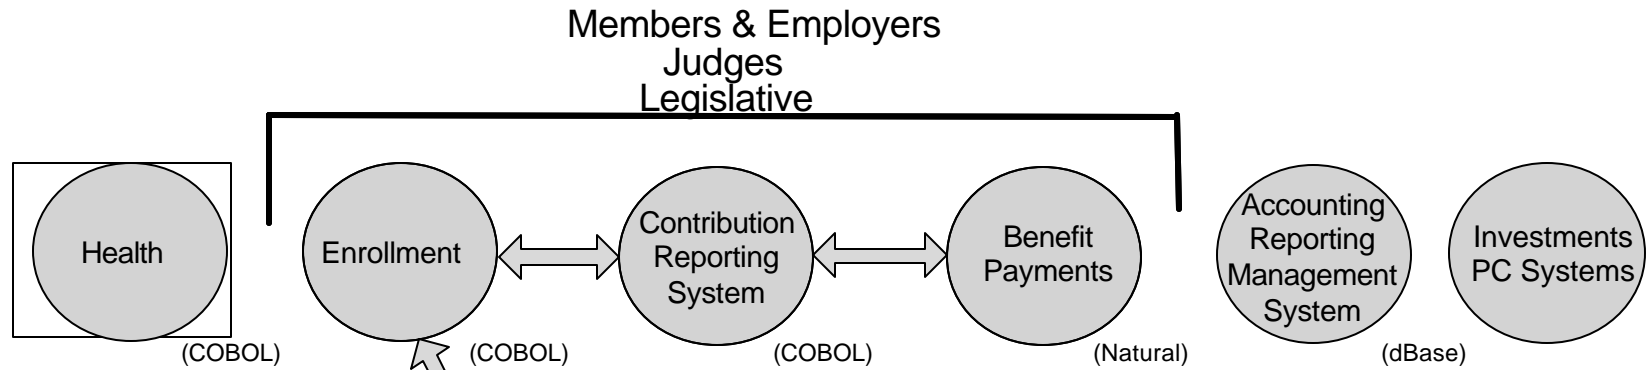 Members & Employers
Judges
Legislative
Health
Enrollment
Contribution
Reporting
System
Benefit
Payments
Accounting
Reporting
Management
System
Investments
PC Systems
(COBOL)
(COBOL)
(COBOL)
(Natural)
(dBase)